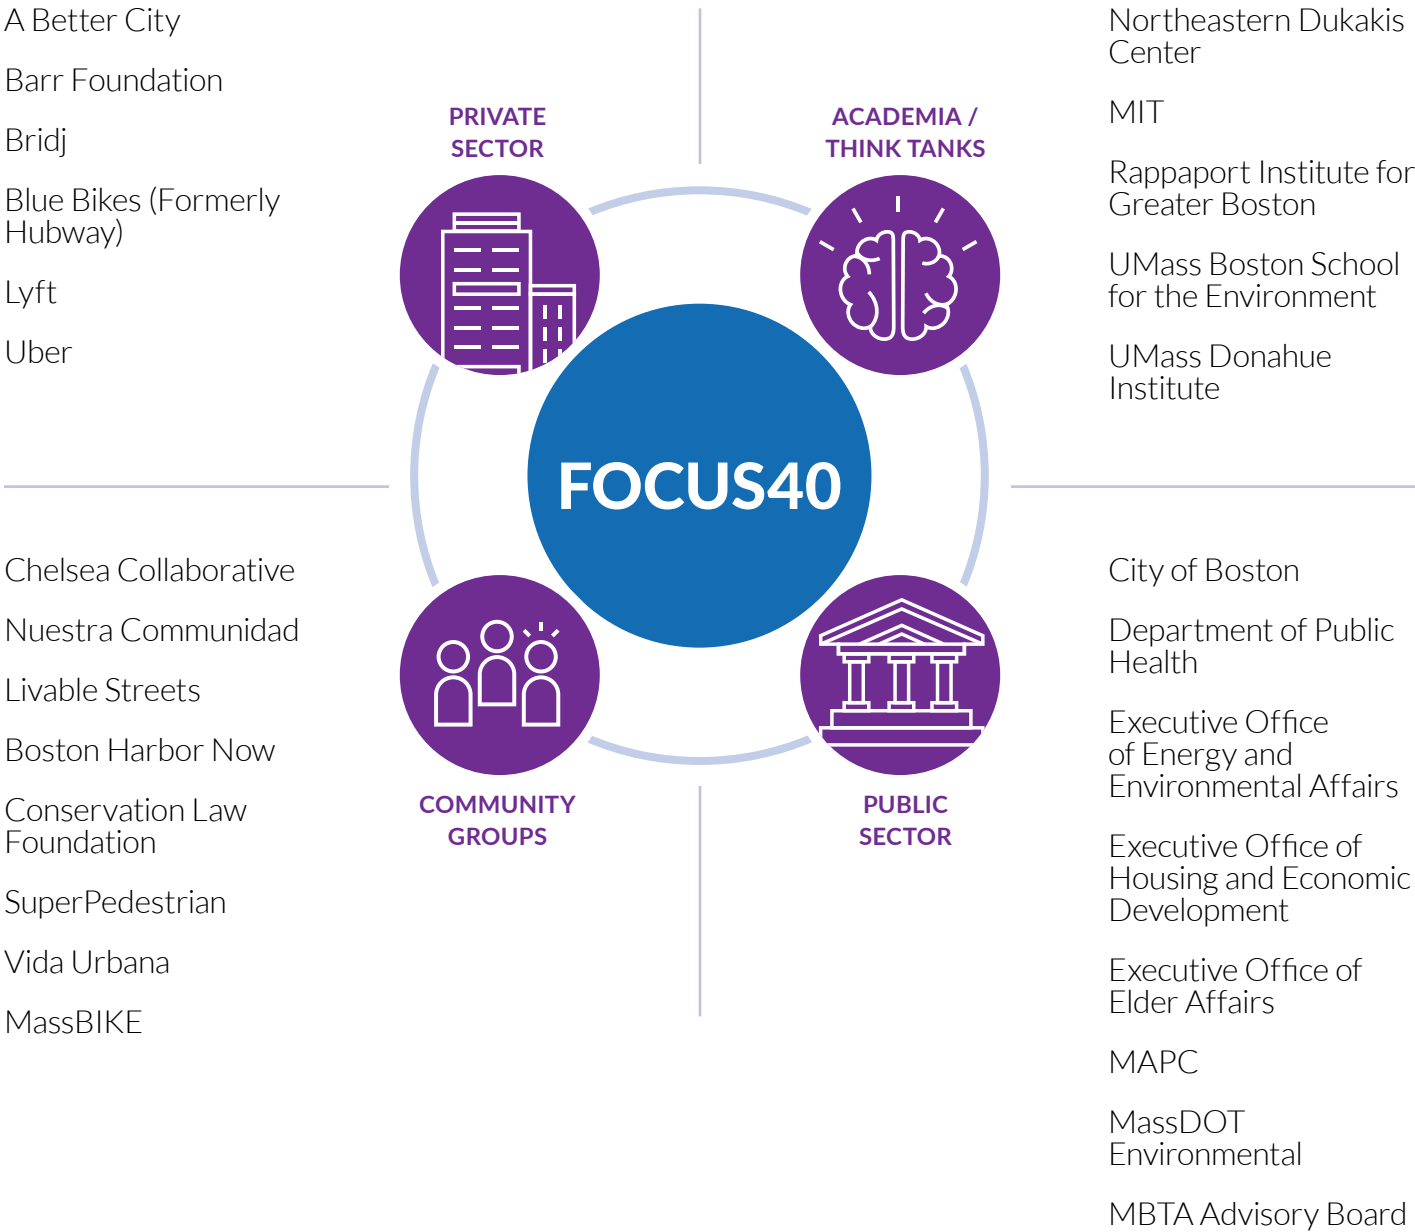 A Better City
Barr Foundation
Bridj
Blue Bikes (Formerly
Hubway)
Lyft
Uber
PRIVATE
SECTOR
ACADEMIA /
THINK TANKS
Northeastern Dukakis
Center
MIT
Rappaport Institute for
Greater Boston
UMass Boston School
for the Environment
UMass Donahue
Institute
FOCUS40
Chelsea Collaborative
Nuestra Communidad
Livable Streets
Boston Harbor Now
Conservation Law
Foundation
SuperPedestrian
Vida Urbana
MassBIKE
COMMUNITY
GROUPS
PUBLIC
SECTOR
City of Boston
Department of Public
Health
Executive Office
of Energy and
Environmental Affairs
Executive Office of
Housing and Economic
Development
Executive Office of
Elder Affairs
MAPC
MassDOT
Environmental
MBTA Advisory Board